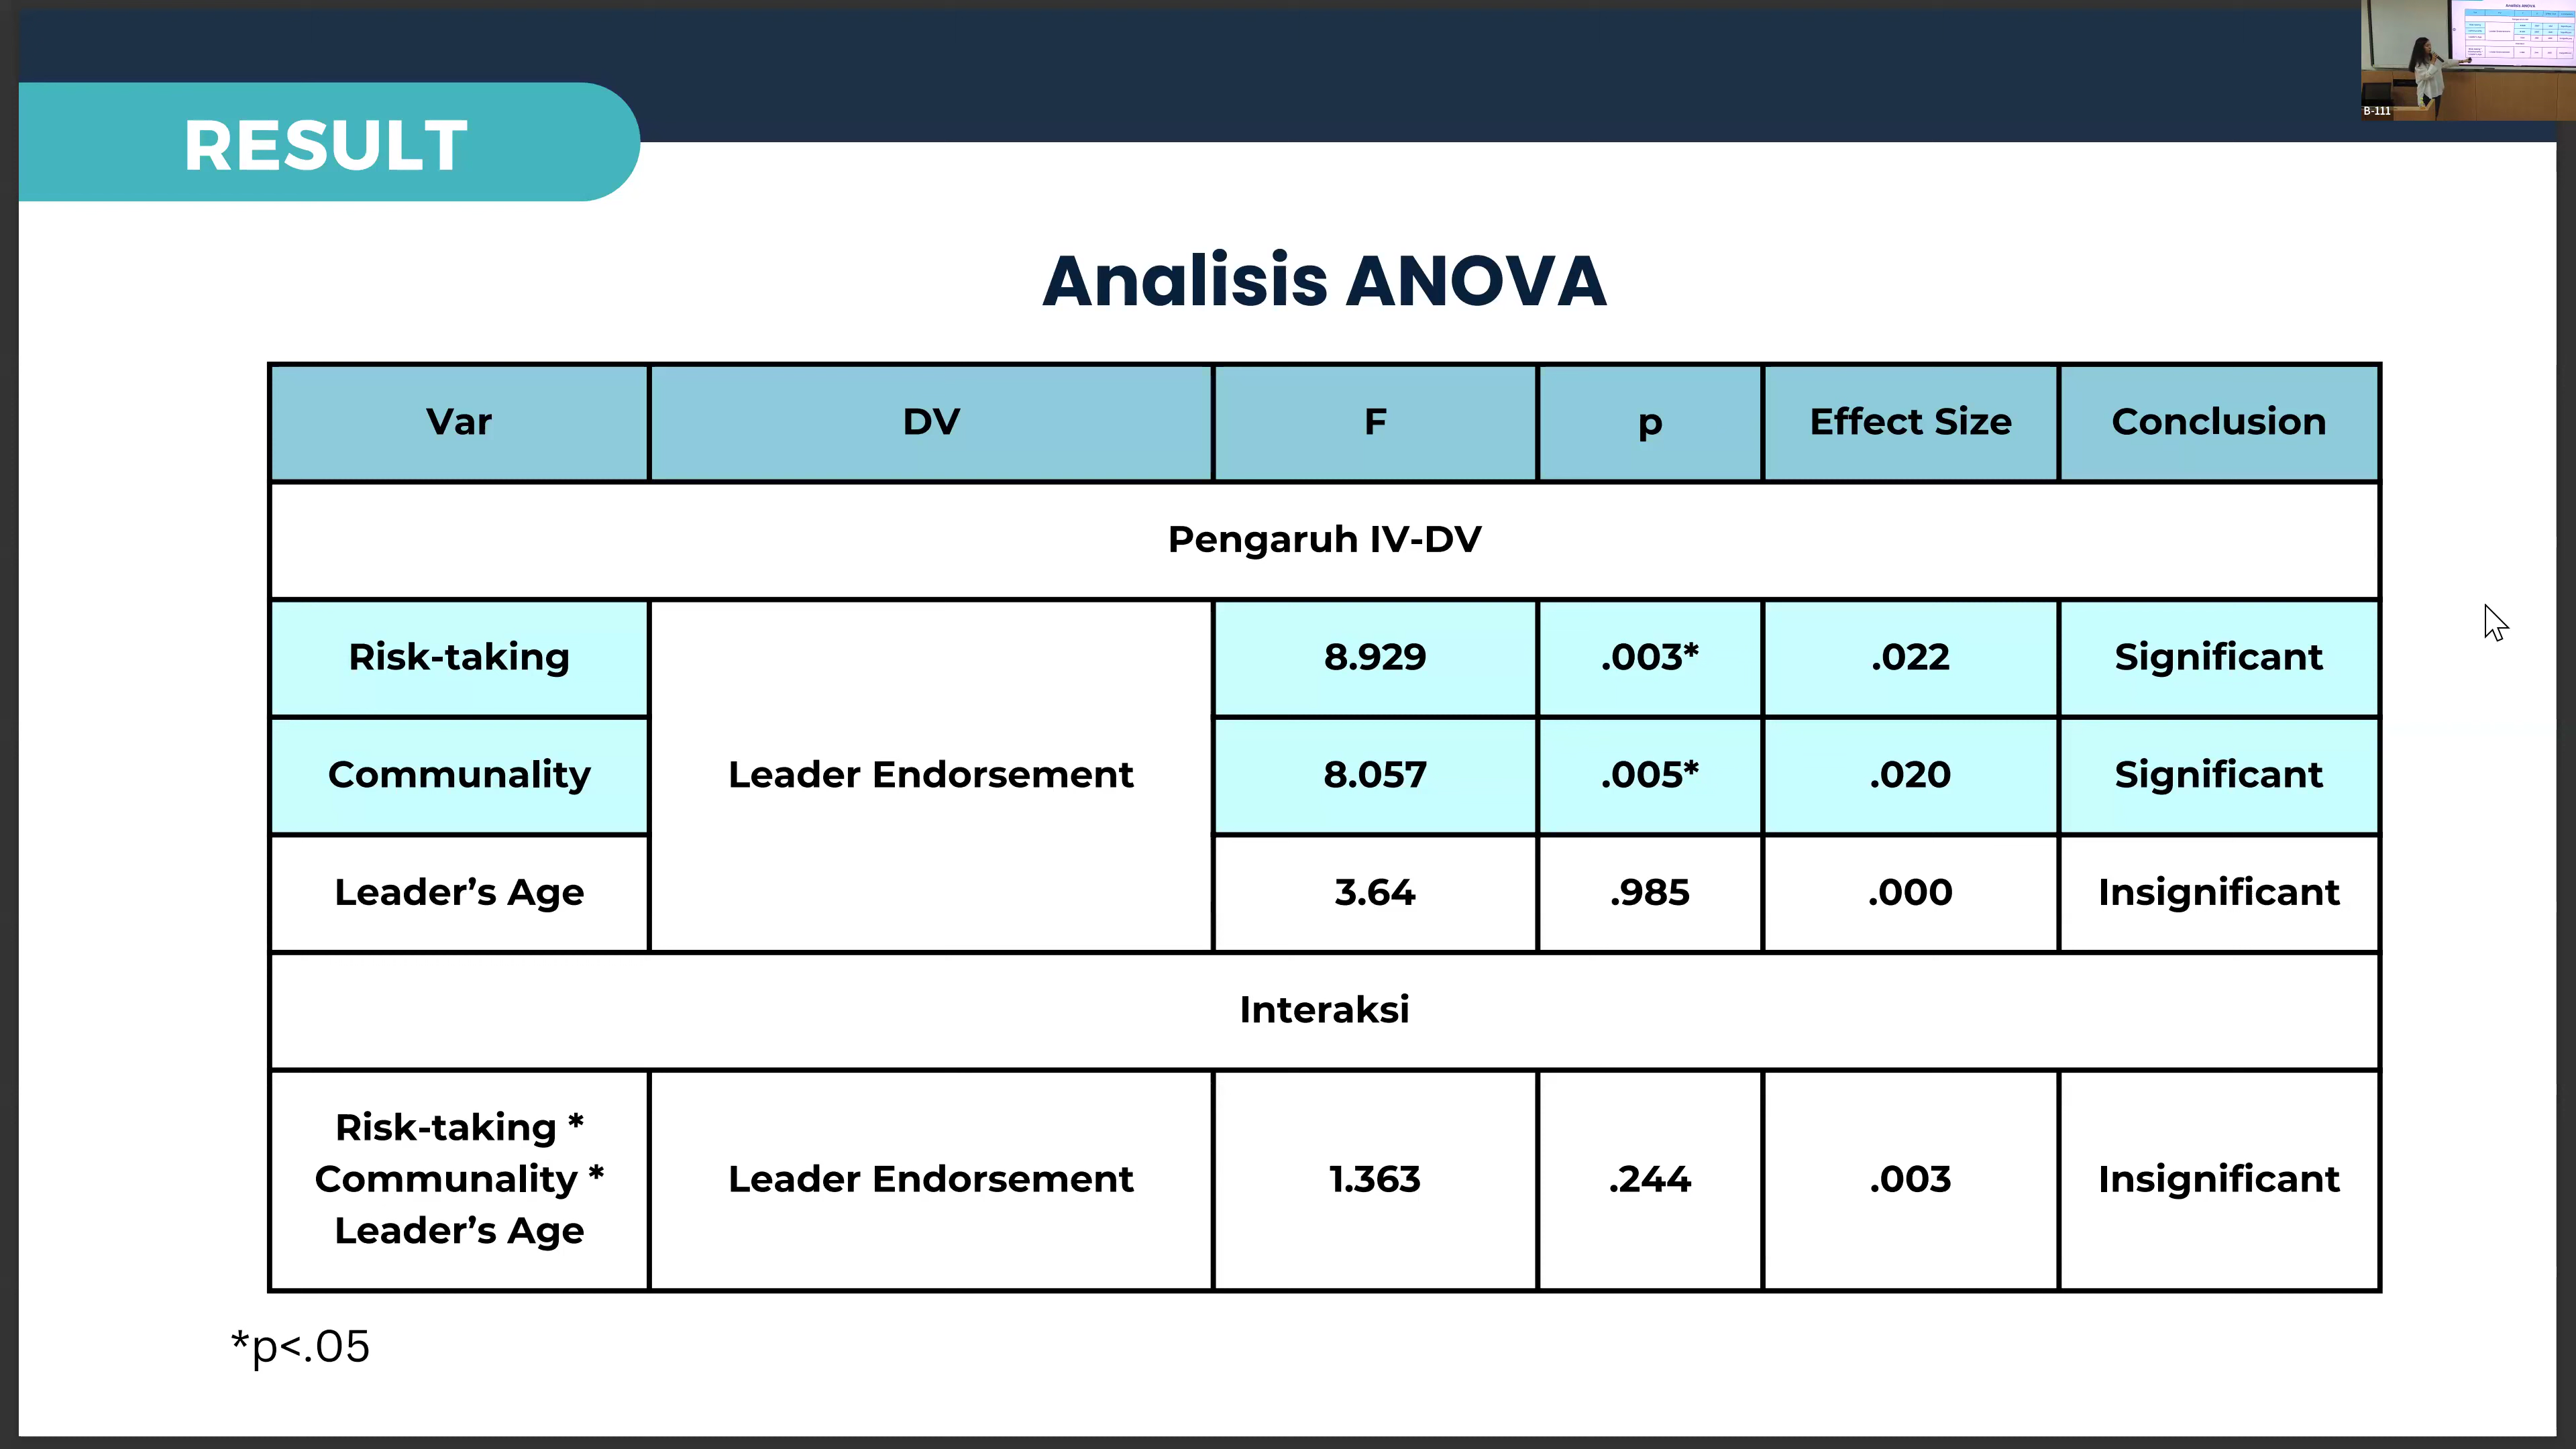 B-111
RESULT
Analisis ANOVA
Var DV F p Effect Size Conclusion
Pengaruh IV-DV
Risk-taking 8.929 .003* .022 Significant
Communality Leader Endorsement 8.057 .005* .020 Significant
Leader’s Age 3.64 .985 .000 Insignificant
Interaksi
Risk-taking *
Communality * Leader Endorsement 1.363 .244 .003 Insignificant
Leader’s Age
*p<.05